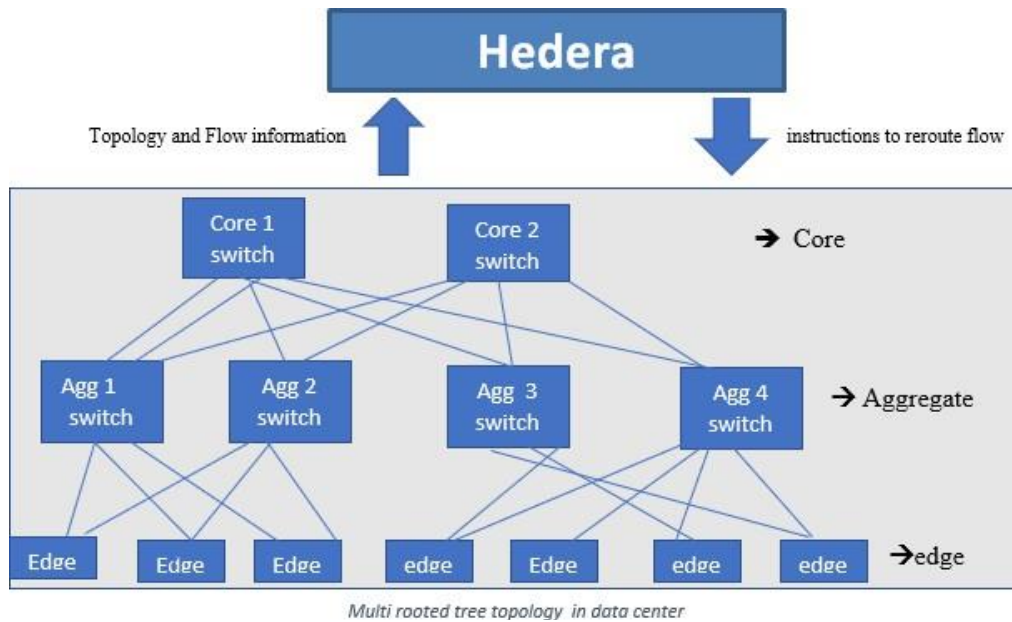 Hedera
Topology and Flow information
instructions to reroute flow
Core 1
switch
Core 2
switch
➔ Core
Agg 1
switch
Agg 2
switch
Agg 3
switch
Agg 4
switch
➔ Aggregate
Edge
Edge
Edge
edge
Edge
edge
edge
➔edge
Multi rooted tree topology in data center